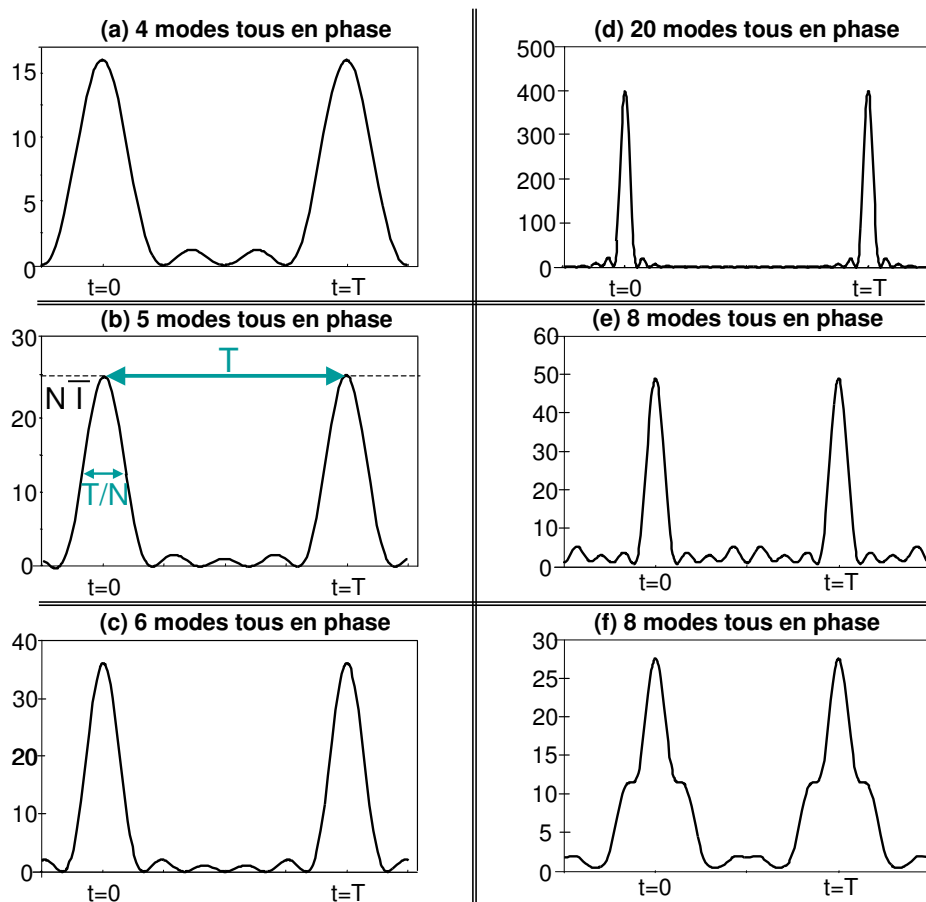 (a) 4 modes tous en phase
15
10
5
0
t=0 t=T
(b) 5 modes tous en phase
30
20
10
0
N I̅
T
T/N
t=0 t=T
(c) 6 modes tous en phase
40
30
20
20
10
0
t=0 t=T
(d) 20 modes tous en phase
500
400
300
200
100
0
t=0 t=T
(e) 8 modes tous en phase
60
50
40
30
20
10
0
t=0 t=T
(f) 8 modes tous en phase
30
25
20
15
10
5
0
t=0 t=T